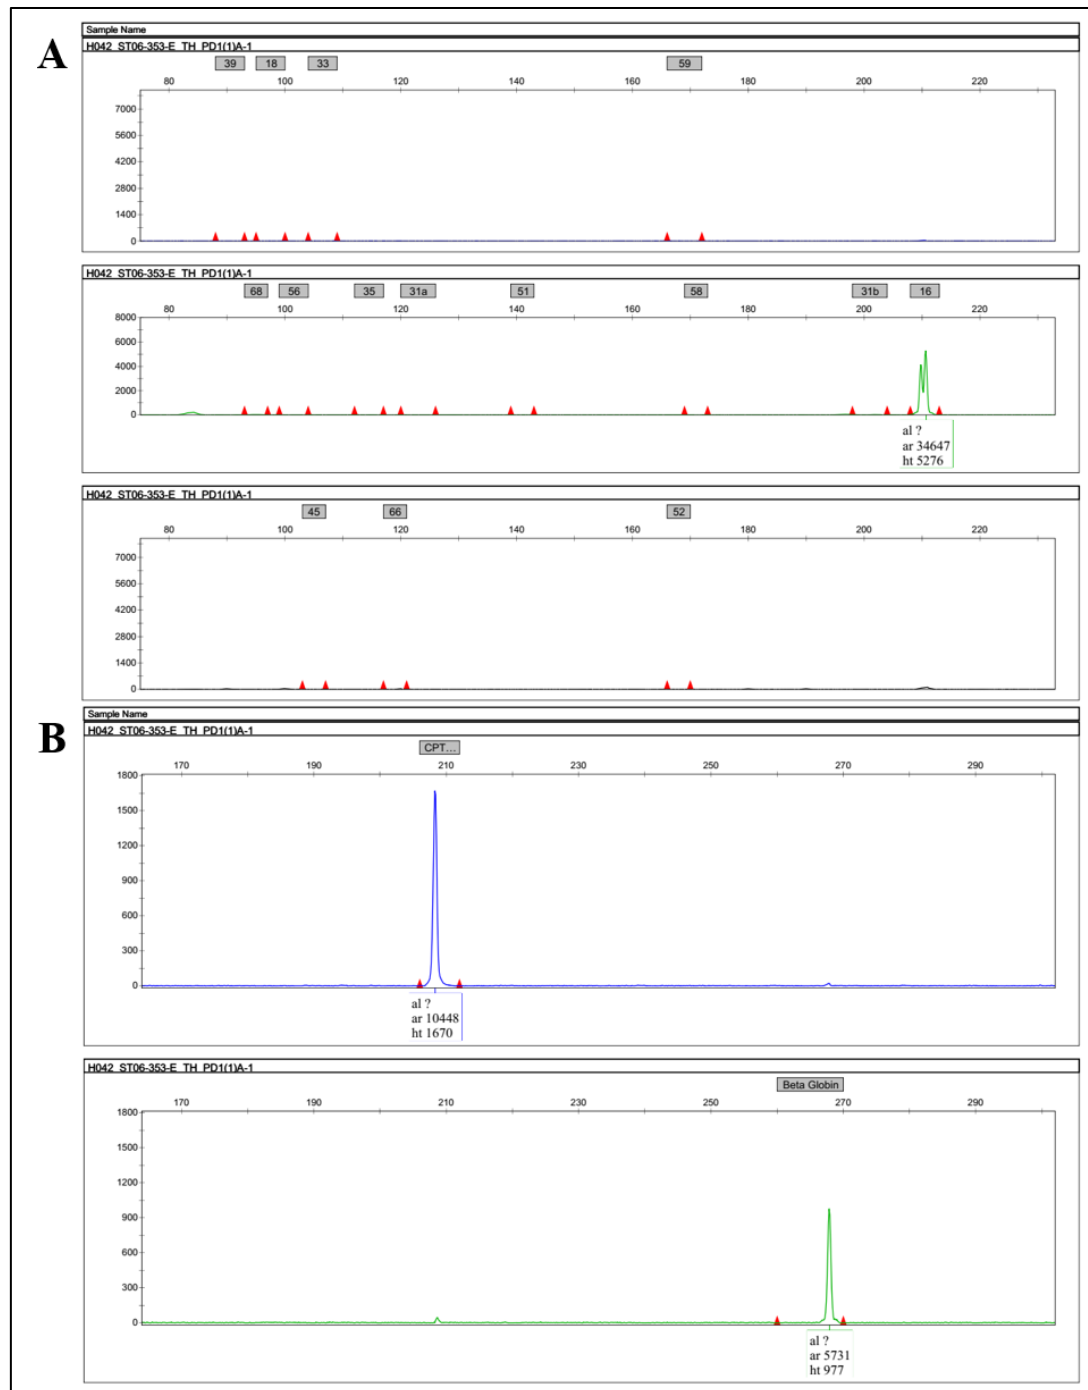 A
Sample Name
H042_ST06-353-E_TH_PD1(1)A-1
39 18 33 59
80 100 120 140 160 180 200 220
7000
5600
4200
2800
1400
0
H042_ST06-353-E_TH_PD1(1)A-1
68 56 35 31a 51 58 31b 16
80 100 120 140 160 180 200 220
8000
6000
4000
2000
0
al ?
ar 34647
ht 5276
H042_ST06-353-E_TH_PD1(1)A-1
45 66 52
80 100 120 140 160 180 200 220
7000
5600
4200
2800
1400
0
B
Sample Name
H042_ST06-353-E_TH_PD1(1)A-1
CPT...
170 190 210 230 250 270 290
1800
1500
1200
900
600
300
0
al ?
ar 10448
ht 1670
H042_ST06-353-E_TH_PD1(1)A-1
Beta Globin
170 190 210 230 250 270 290
1800
1500
1200
900
600
300
0
al ?
ar 5731
ht 977